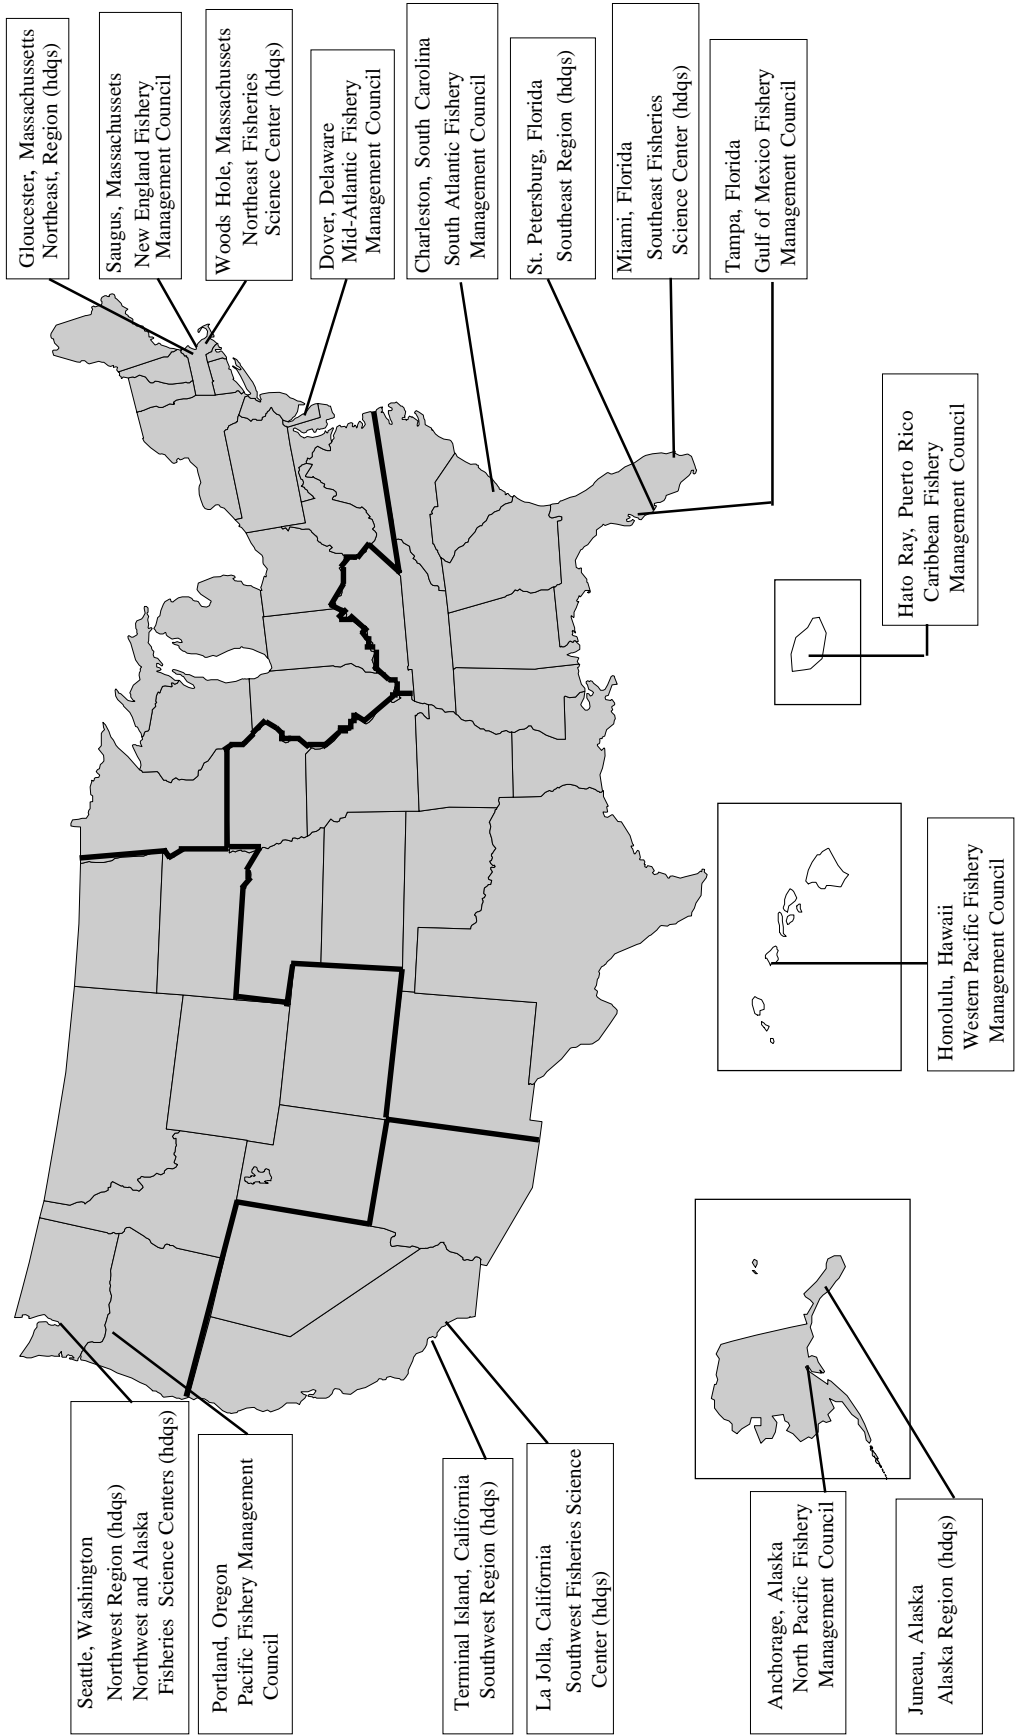 Gloucester, Massachussetts
Northeast, Region (hdqs)
Saugus, Massachussets
New England Fishery
Management Council
Woods Hole, Massachussets
Northeast Fisheries
Science Center (hdqs)
Dover, Delaware
Mid-Atlantic Fishery
Management Council
Charleston, South Carolina
South Atlantic Fishery
Management Council
St. Petersburg, Florida
Southeast Region (hdqs)
Miami, Florida
Southeast Fisheries
Science Center (hdqs)
Tampa, Florida
Gulf of Mexico Fishery
Management Council
Hato Ray, Puerto Rico
Caribbean Fishery
Management Council
Honolulu, Hawaii
Western Pacific Fishery
Management Council
Seattle, Washington
Northwest Region (hdqs)
Northwest and Alaska
Fisheries Science Centers (hdqs)
Portland, Oregon
Pacific Fishery Management
Council
Terminal Island, California
Southwest Region (hdqs)
La Jolla, California
Southwest Fisheries Science
Center (hdqs)
Anchorage, Alaska
North Pacific Fishery
Management Council
Juneau, Alaska
Alaska Region (hdqs)